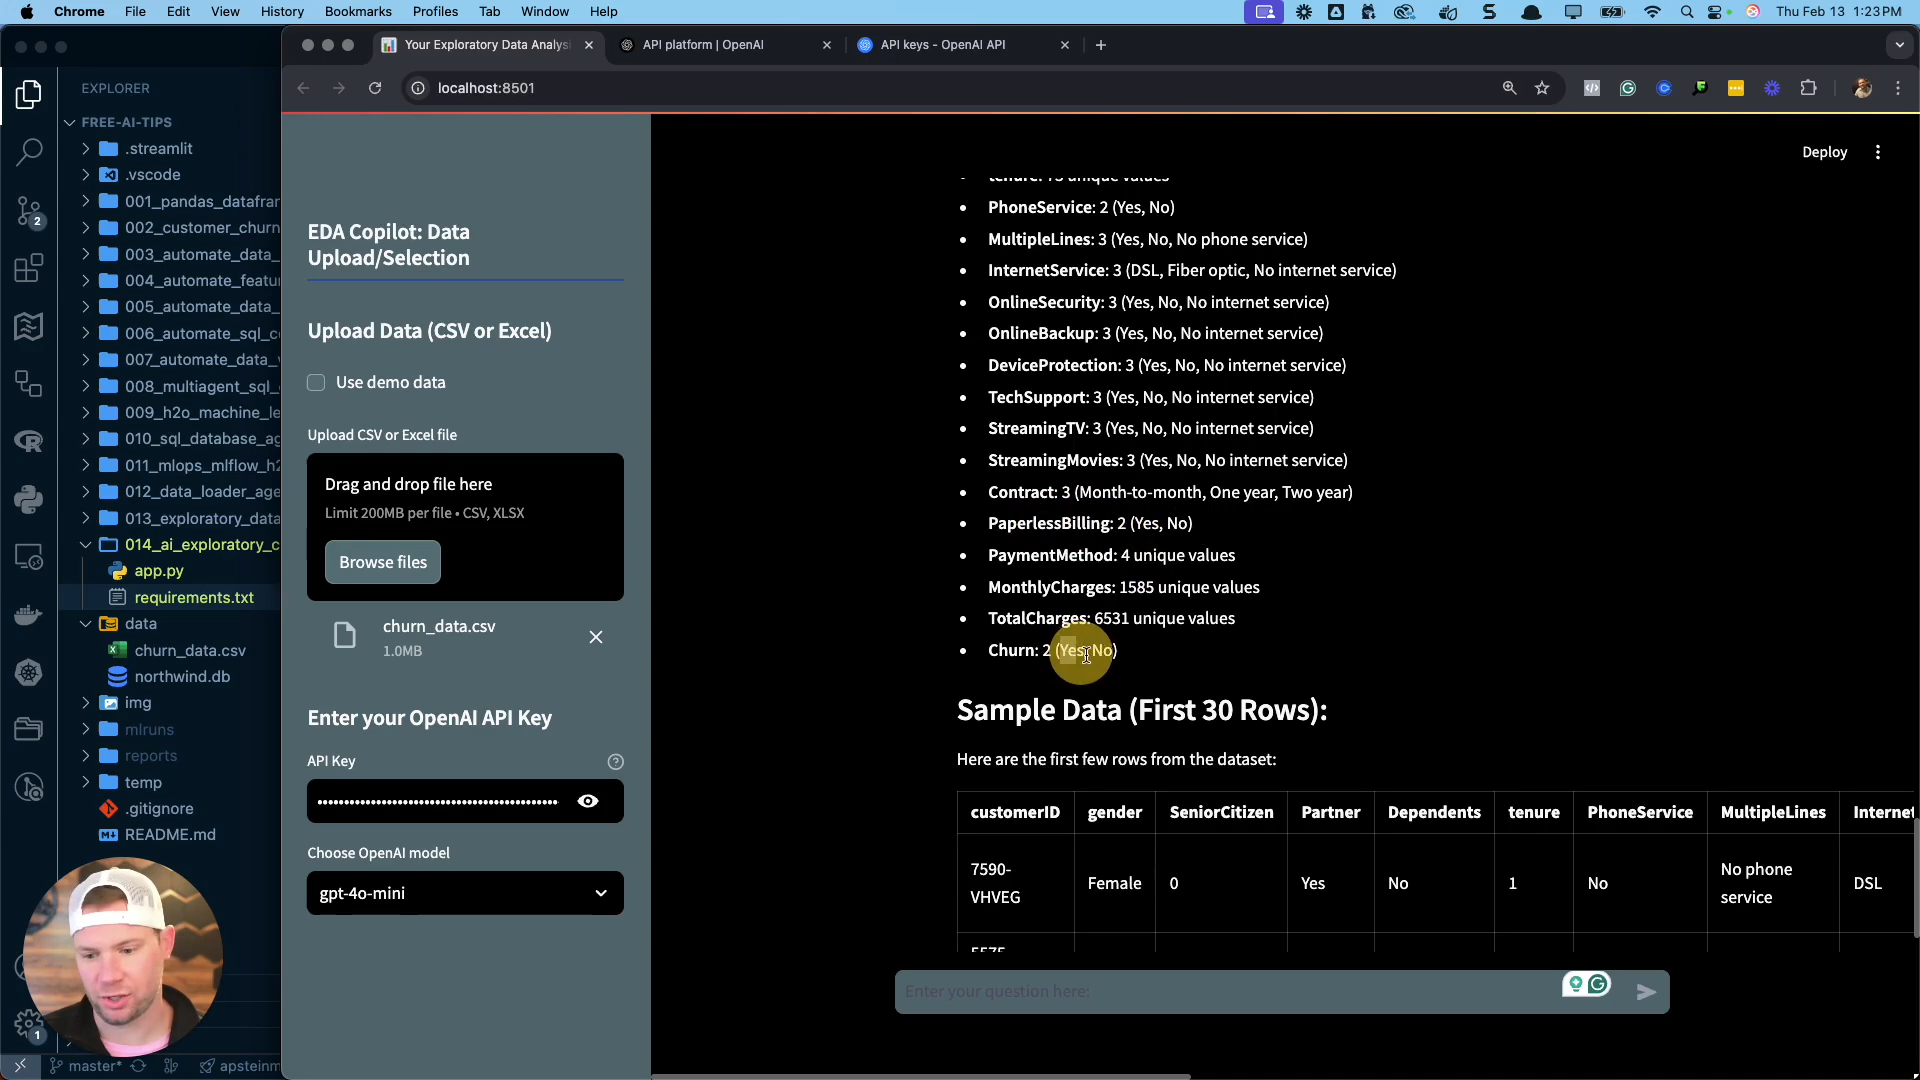 Chrome File Edit View History Bookmarks Profiles Tab Window Help
Thu Feb 13 1:23 PM
Your Exploratory Data Analysi
API platform | OpenAI
API keys - OpenAI API
localhost:8501
EXPLORER
FREE-AI-TIPS
.streamlit
.vscode
001_pandas_datafran
002_customer_churn
003_automate_data_
004_automate_featu
005_automate_data_
006_automate_sql_c
007_automate_data_v
008_multiagent_sql_
009_h2o_machine_le
010_sql_database_ag
011_mlops_mlflow_h2
012_data_loader_age
013_exploratory_data
014_ai_exploratory_c
app.py
requirements.txt
data
churn_data.csv
northwind.db
img
mlruns
reports
temp
.gitignore
README.md
2
1
master*
apsteinm
EDA Copilot: Data
Upload/Selection
Upload Data (CSV or Excel)
Use demo data
Upload CSV or Excel file
Drag and drop file here
Limit 200MB per file • CSV, XLSX
Browse files
churn_data.csv
1.0MB
Enter your OpenAI API Key
API Key
Choose OpenAI model
gpt-4o-mini
Deploy
tenure: 73 unique values
PhoneService: 2 (Yes, No)
MultipleLines: 3 (Yes, No, No phone service)
InternetService: 3 (DSL, Fiber optic, No internet service)
OnlineSecurity: 3 (Yes, No, No internet service)
OnlineBackup: 3 (Yes, No, No internet service)
DeviceProtection: 3 (Yes, No, No internet service)
TechSupport: 3 (Yes, No, No internet service)
StreamingTV: 3 (Yes, No, No internet service)
StreamingMovies: 3 (Yes, No, No internet service)
Contract: 3 (Month-to-month, One year, Two year)
PaperlessBilling: 2 (Yes, No)
PaymentMethod: 4 unique values
MonthlyCharges: 1585 unique values
TotalCharges: 6531 unique values
Churn: 2 (Yes, No)
Sample Data (First 30 Rows):
Here are the first few rows from the dataset:
customerID gender SeniorCitizen Partner Dependents tenure PhoneService MultipleLines Internet
7590-VHVEG Female 0 Yes No 1 No No phone service DSL
Enter your question here: